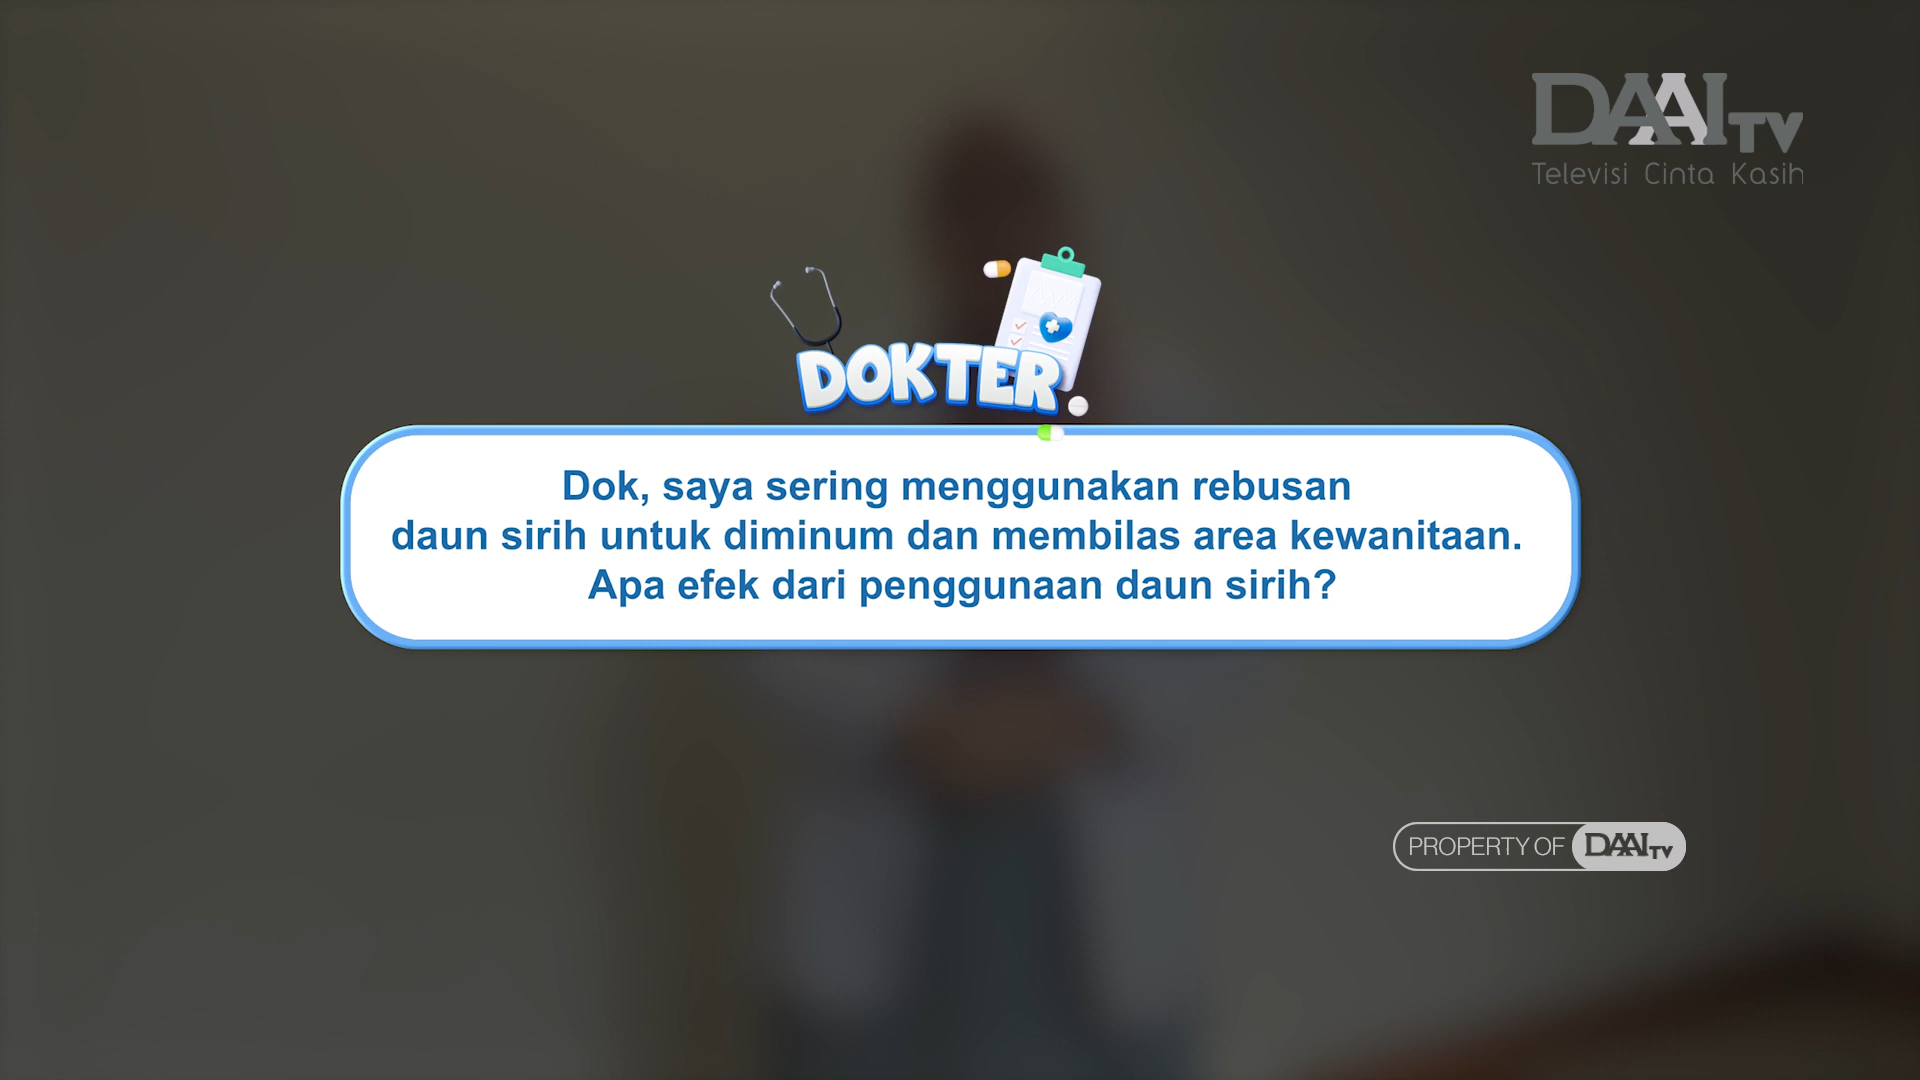 DAAI TV
Televisi Cinta Kasih
DOKTER
Dok, saya sering menggunakan rebusan
daun sirih untuk diminum dan membilas area kewanitaan.
Apa efek dari penggunaan daun sirih?
PROPERTY OF DAAI TV